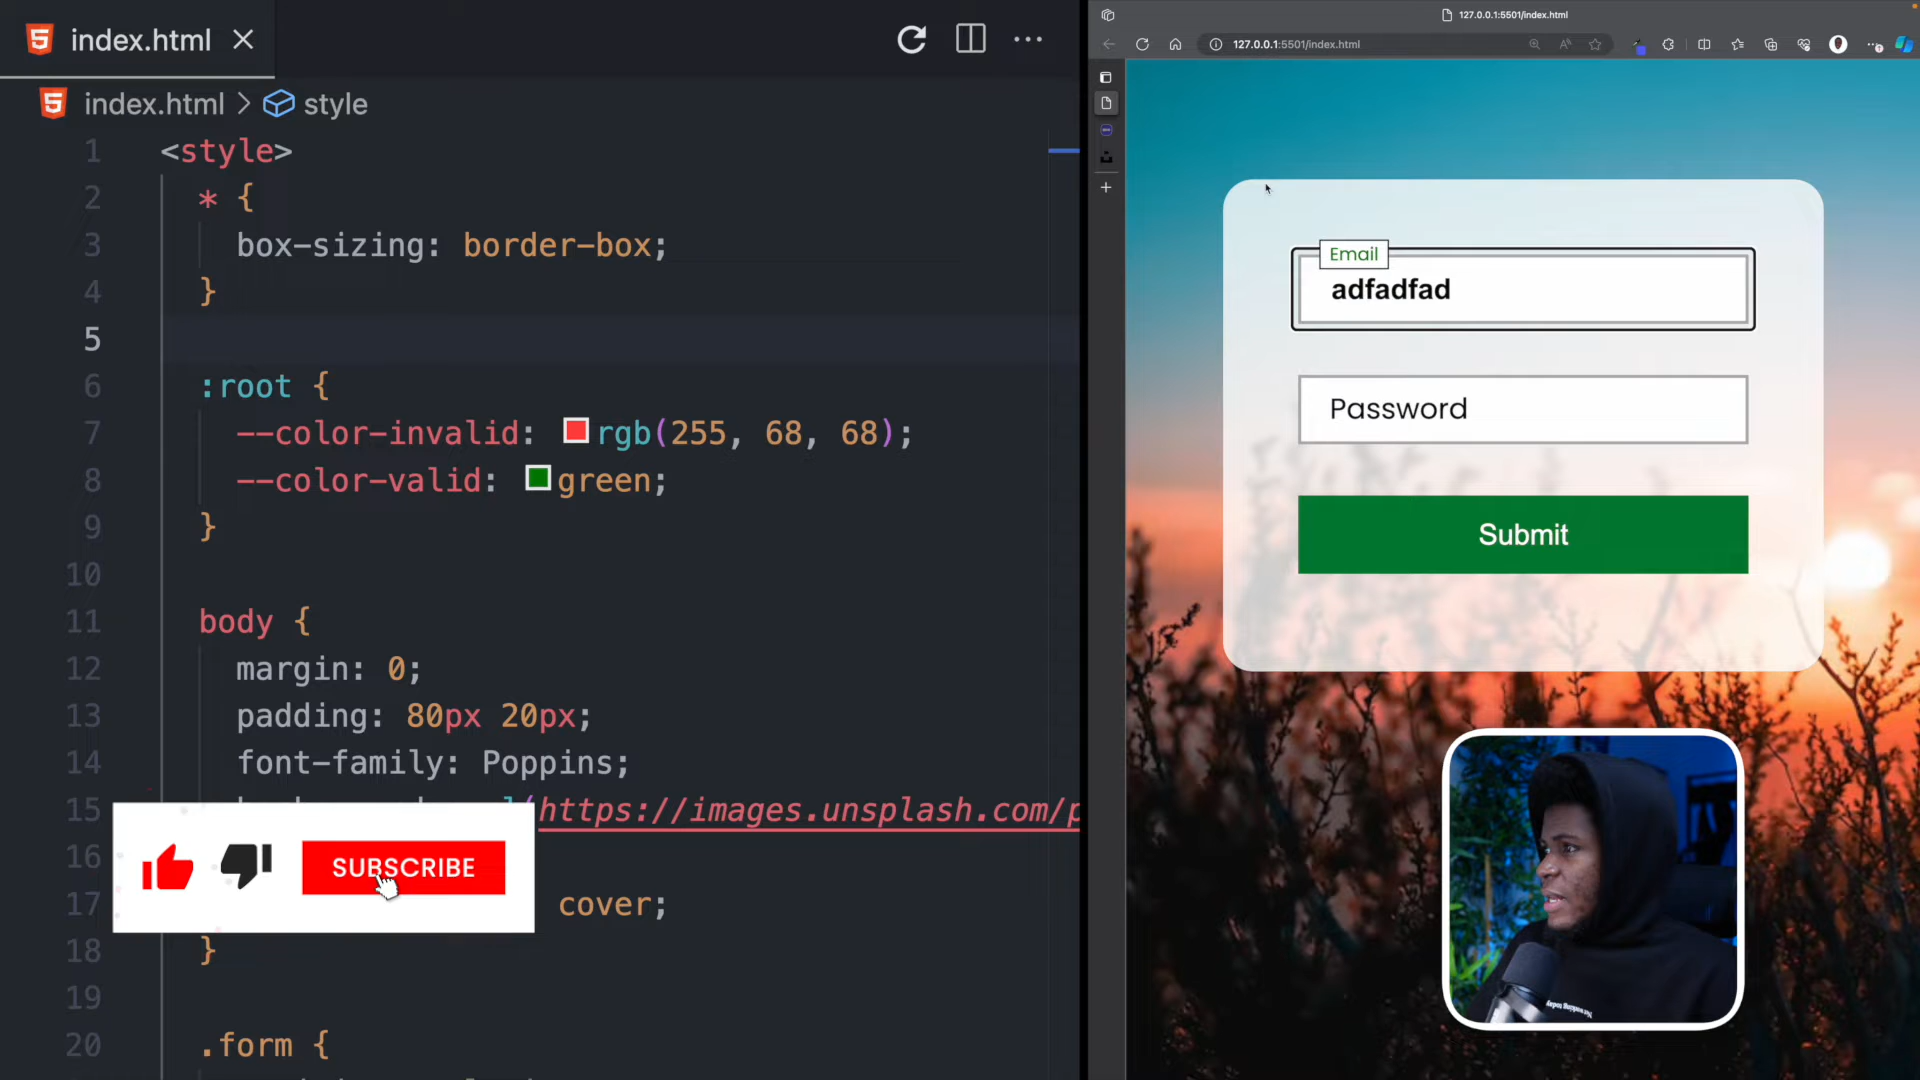 index.html
index.html > style
1 <style>
2 * {
3 box-sizing: border-box;
4 }
5
6 :root {
7 --color-invalid: rgb(255, 68, 68);
8 --color-valid: green;
9 }
10
11 body {
12 margin: 0;
13 padding: 80px 20px;
14 font-family: Poppins;
15 https://images.unsplash.com/p
16
17 cover;
18 }
19
20 .form {
SUBSCRIBE
127.0.0.1:5501/index.html
127.0.0.1:5501/index.html
Email
adfadfad
Password
Submit